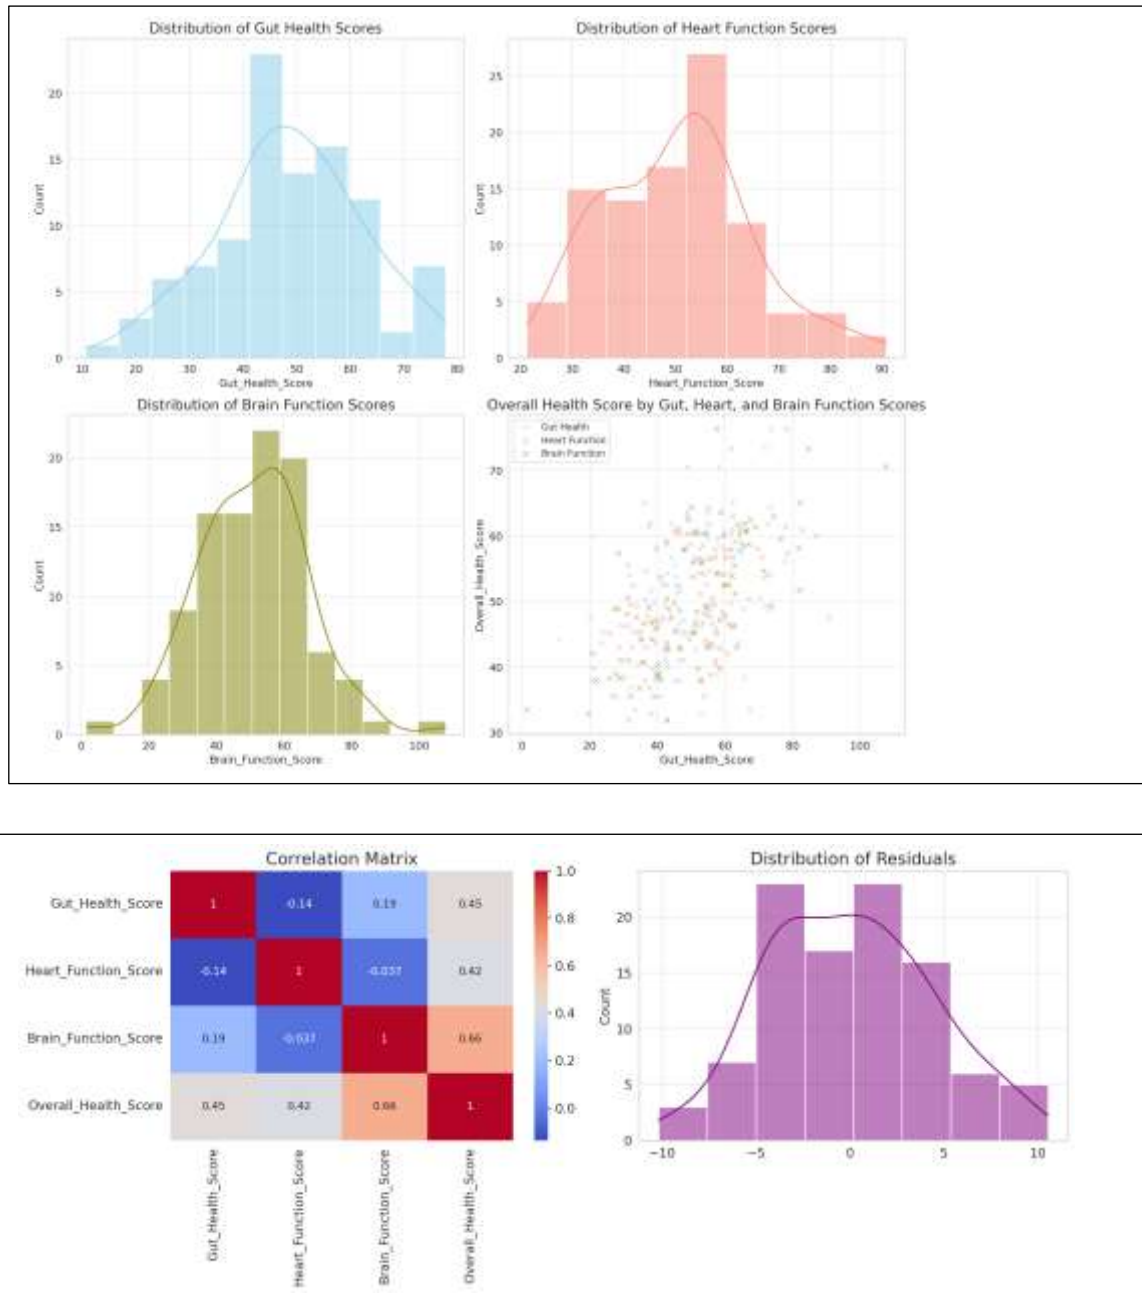 Distribution of Gut Health Scores
Count
20
15
10
5
0
10 20 30 40 50 60 70 80
Gut_Health_Score
Distribution of Heart Function Scores
Count
25
20
15
10
5
0
20 30 40 50 60 70 80 90
Heart_Function_Score
Distribution of Brain Function Scores
Count
20
15
10
5
0
0 20 40 60 80 100
Brain_Function_Score
Overall Health Score by Gut, Heart, and Brain Function Scores
Gut Health
Heart Function
Brain Function
Overall_Health_Score
70
60
50
40
30
0 20 40 60 80 100
Gut_Health_Score
Correlation Matrix
Gut_Health_Score 1 -0.14 0.19 0.45
Heart_Function_Score -0.14 1 -0.037 0.42
Brain_Function_Score 0.19 -0.037 1 0.66
Overall_Health_Score 0.45 0.42 0.66 1
Gut_Health_Score
Heart_Function_Score
Brain_Function_Score
Overall_Health_Score
1.0
0.8
0.6
0.4
0.2
0.0
Distribution of Residuals
Count
20
15
10
5
0
−10 −5 0 5 10